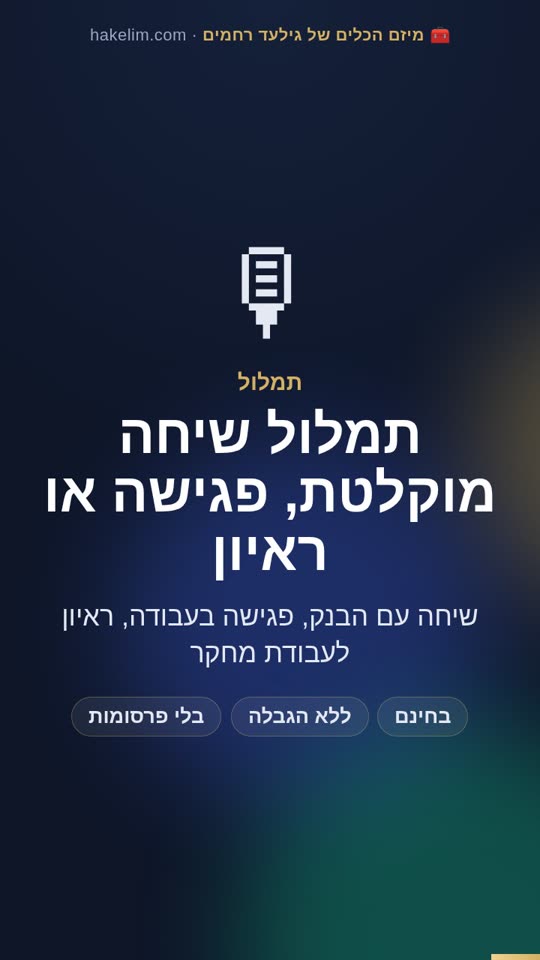 🧰 מיזם הכלים של גילעד רחמים · hakelim.com
תמלול
תמלול שיחה
מוקלטת, פגישה או
ראיון
שיחה עם הבנק, פגישה בעבודה, ראיון
לעבודת מחקר
בחינם
ללא הגבלה
בלי פרסומות